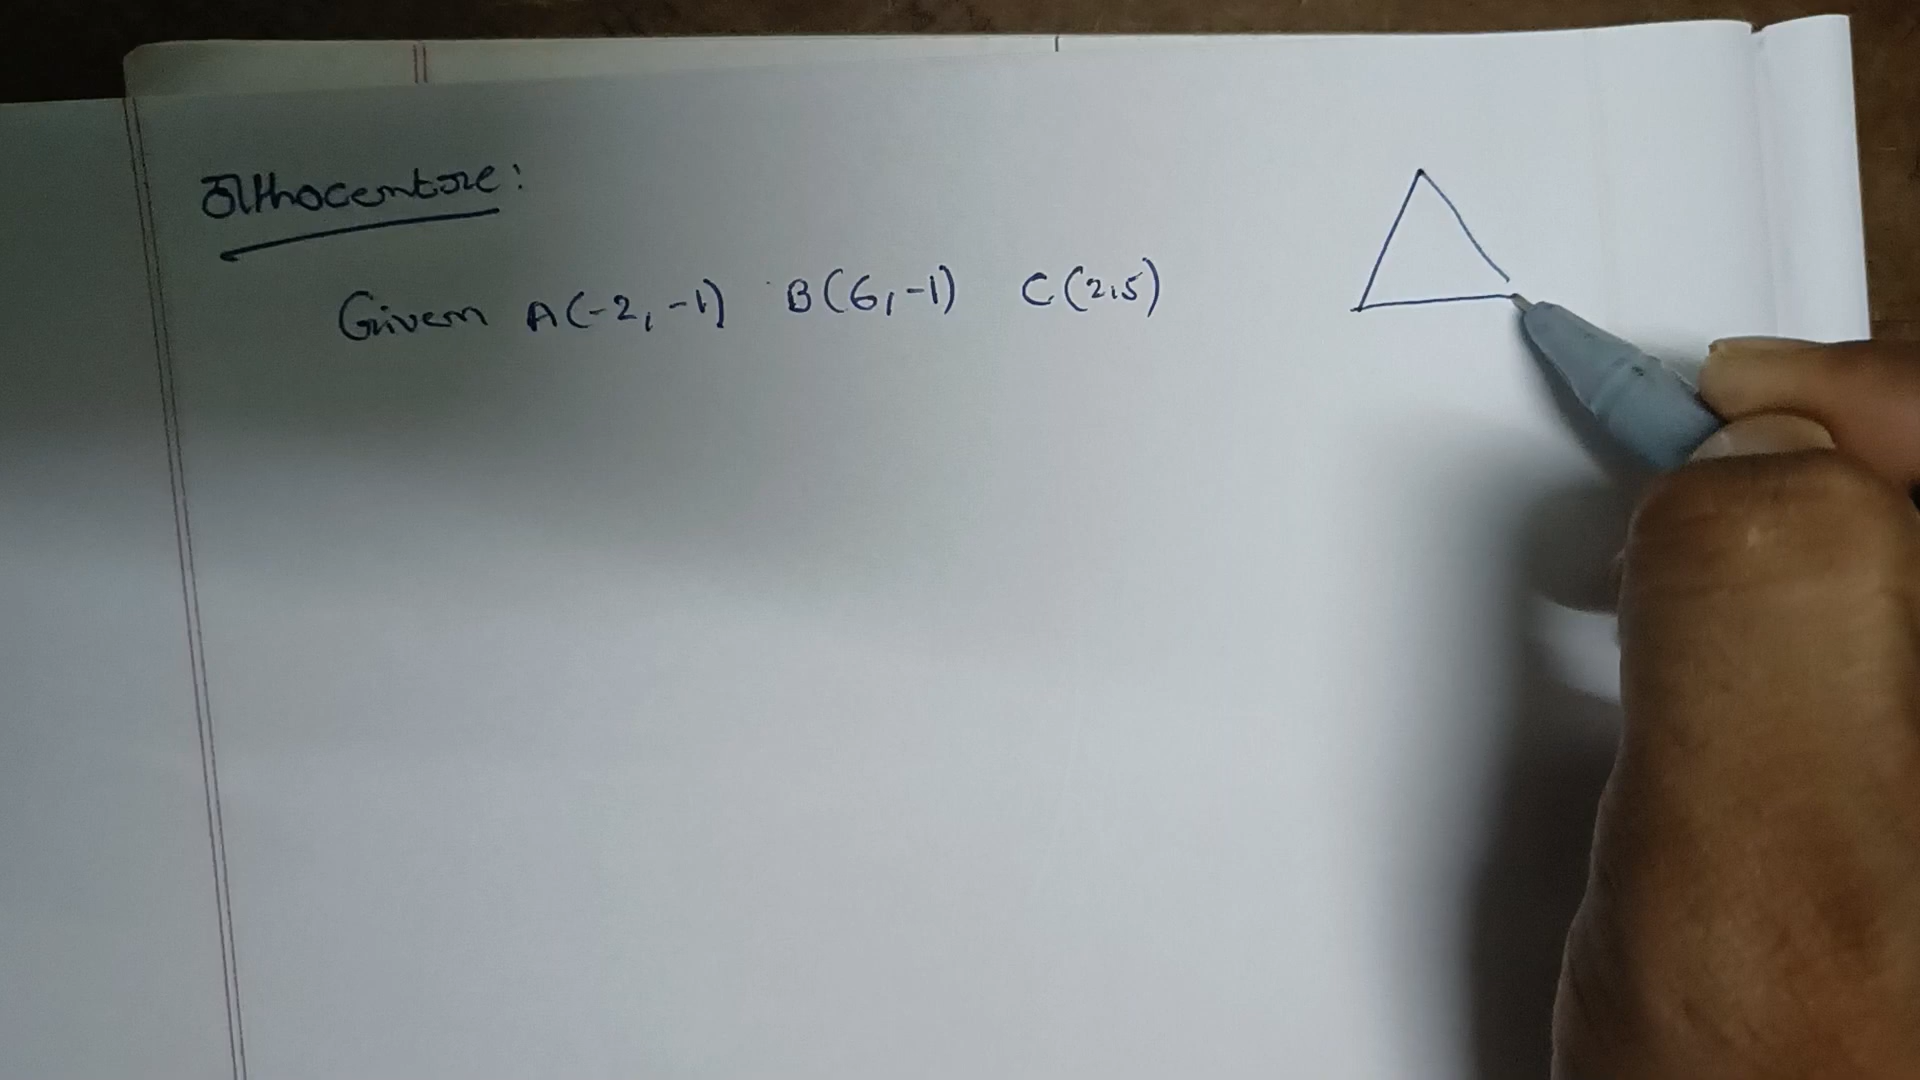 Orthocentre:
Given A(-2, -1) B(6, -1) C(2,5)